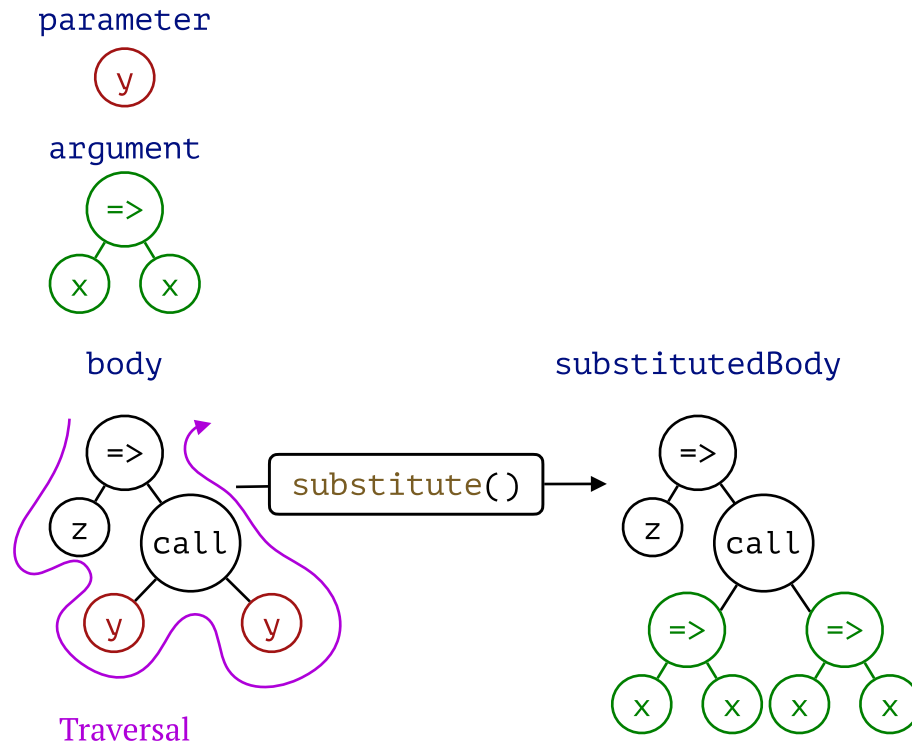 parameter
y
argument
=>
x x
body
substitutedBody
=>
=>
substitute()
z
z
call
call
y y
=> =>
x x x x
Traversal